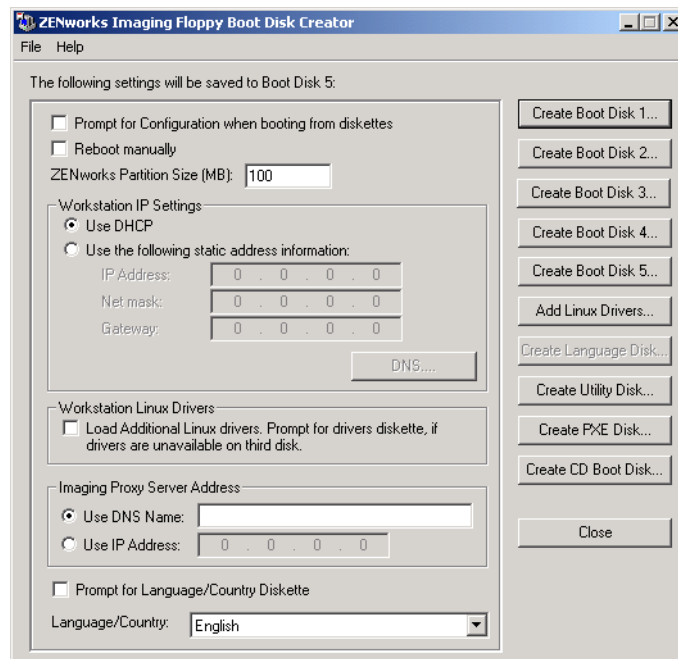 ZENworks Imaging Floppy Boot Disk Creator
File Help
The following settings will be saved to Boot Disk 5:
Prompt for Configuration when booting from diskettes
Reboot manually
ZENworks Partition Size (MB): 100
Workstation IP Settings
Use DHCP
Use the following static address information:
IP Address: 0 . 0 . 0 . 0
Net mask: 0 . 0 . 0 . 0
Gateway: 0 . 0 . 0 . 0
DNS....
Workstation Linux Drivers
Load Additional Linux drivers. Prompt for drivers diskette, if
drivers are unavailable on third disk.
Imaging Proxy Server Address
Use DNS Name:
Use IP Address: 0 . 0 . 0 . 0
Prompt for Language/Country Diskette
Language/Country: English
Create Boot Disk 1...
Create Boot Disk 2...
Create Boot Disk 3...
Create Boot Disk 4...
Create Boot Disk 5...
Add Linux Drivers...
Create Language Disk...
Create Utility Disk...
Create PXE Disk...
Create CD Boot Disk...
Close